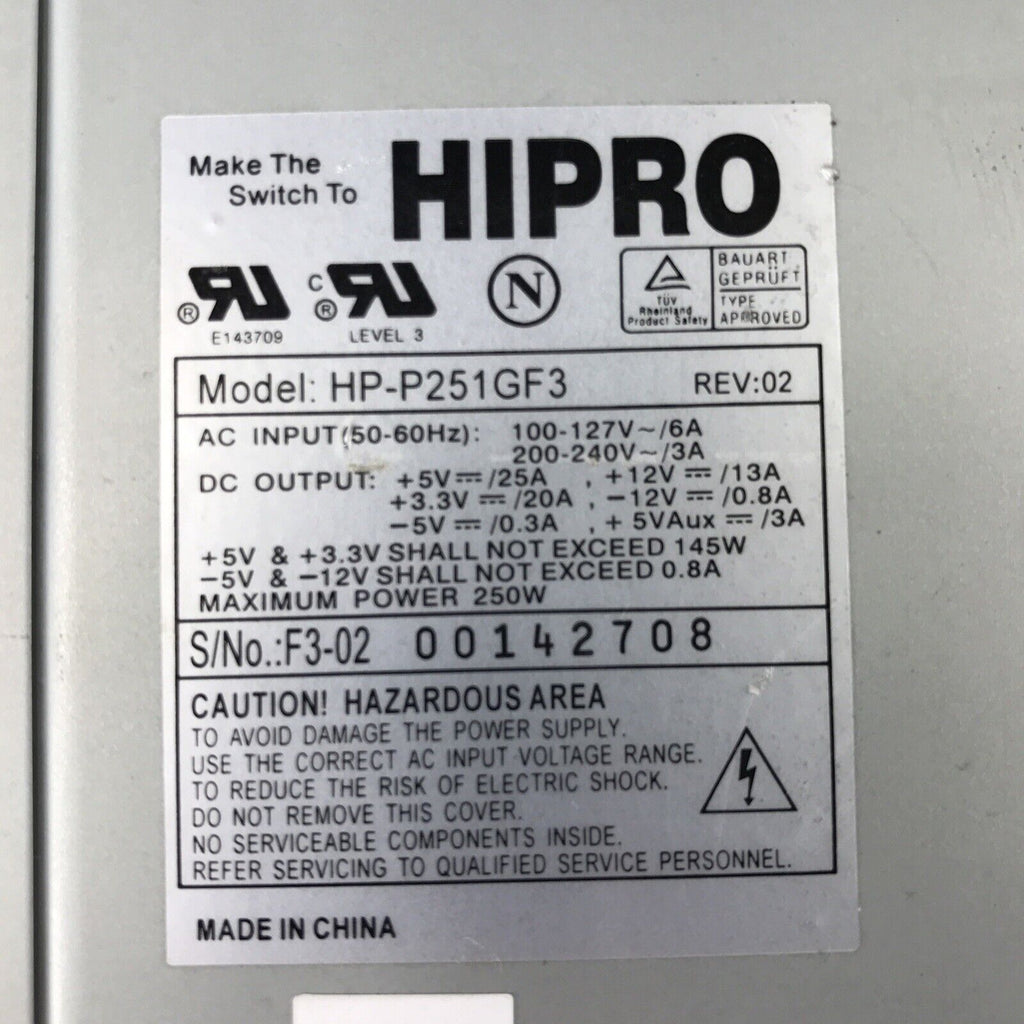 Make The
Switch To
HIPRO
® RU
E143709
C ® RU
LEVEL 3
N
TÜV
Rheinland
Product Safety
BAUART
GEPRÜFT
TYPE
APPROVED
Model: HP-P251GF3 REV:02
AC INPUT(50-60Hz): 100-127V~/6A
200-240V~/3A
DC OUTPUT: +5V⎓/25A , +12V⎓/13A
+3.3V⎓/20A , −12V⎓/0.8A
−5V⎓/0.3A , + 5VAux⎓/3A
+5V & +3.3V SHALL NOT EXCEED 145W
−5V & −12V SHALL NOT EXCEED 0.8A
MAXIMUM POWER 250W
S/No.:F3-02 00142708
CAUTION! HAZARDOUS AREA
TO AVOID DAMAGE THE POWER SUPPLY.
USE THE CORRECT AC INPUT VOLTAGE RANGE.
TO REDUCE THE RISK OF ELECTRIC SHOCK.
DO NOT REMOVE THIS COVER.
NO SERVICEABLE COMPONENTS INSIDE.
REFER SERVICING TO QUALIFIED SERVICE PERSONNEL.
MADE IN CHINA